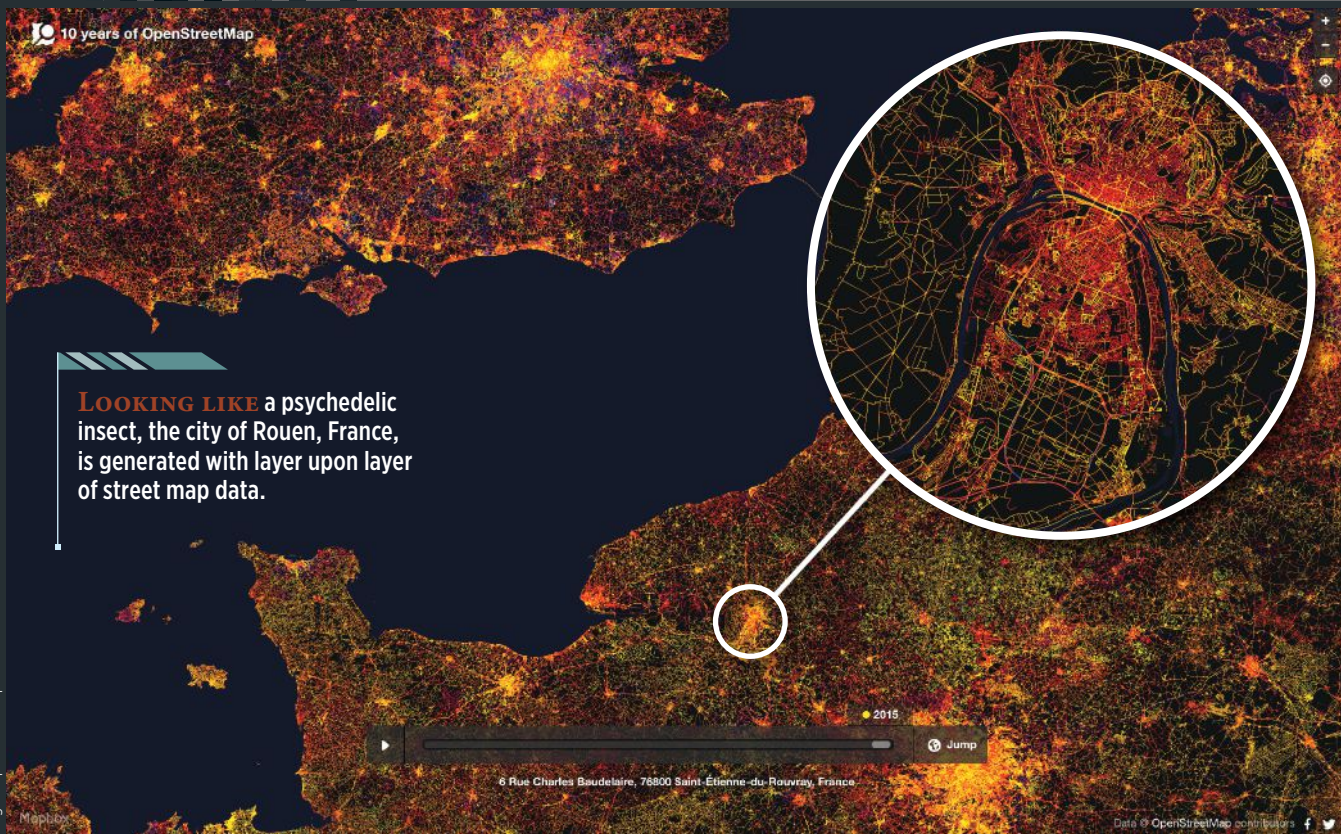 10 years of OpenStreetMap
LOOKING LIKE a psychedelic
insect, the city of Rouen, France,
is generated with layer upon layer
of street map data.
2015
Jump
6 Rue Charles Baudelaire, 76800 Saint-Étienne-du-Rouvray, France
Mapbox
Data © OpenStreetMap contributors